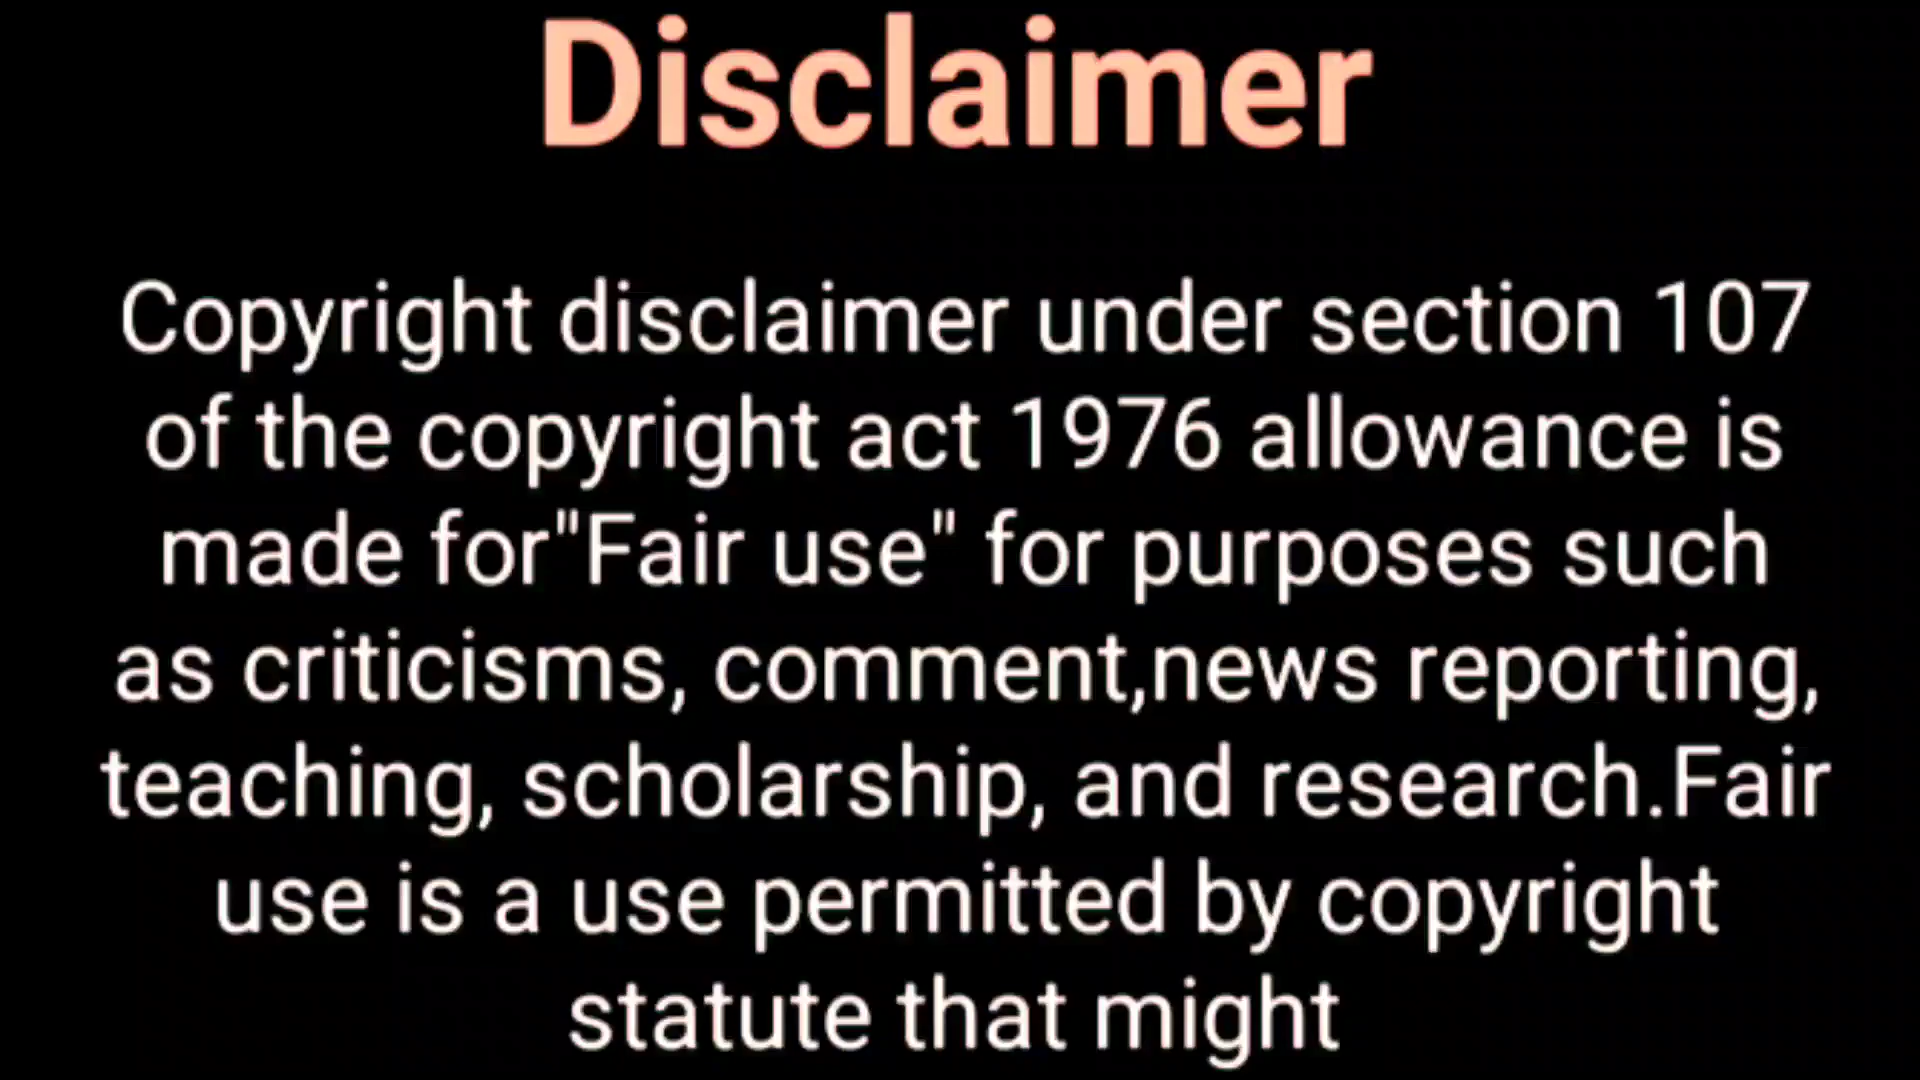 Disclaimer
Copyright disclaimer under section 107
of the copyright act 1976 allowance is
made for"Fair use" for purposes such
as criticisms, comment,news reporting,
teaching, scholarship, and research.Fair
use is a use permitted by copyright
statute that might